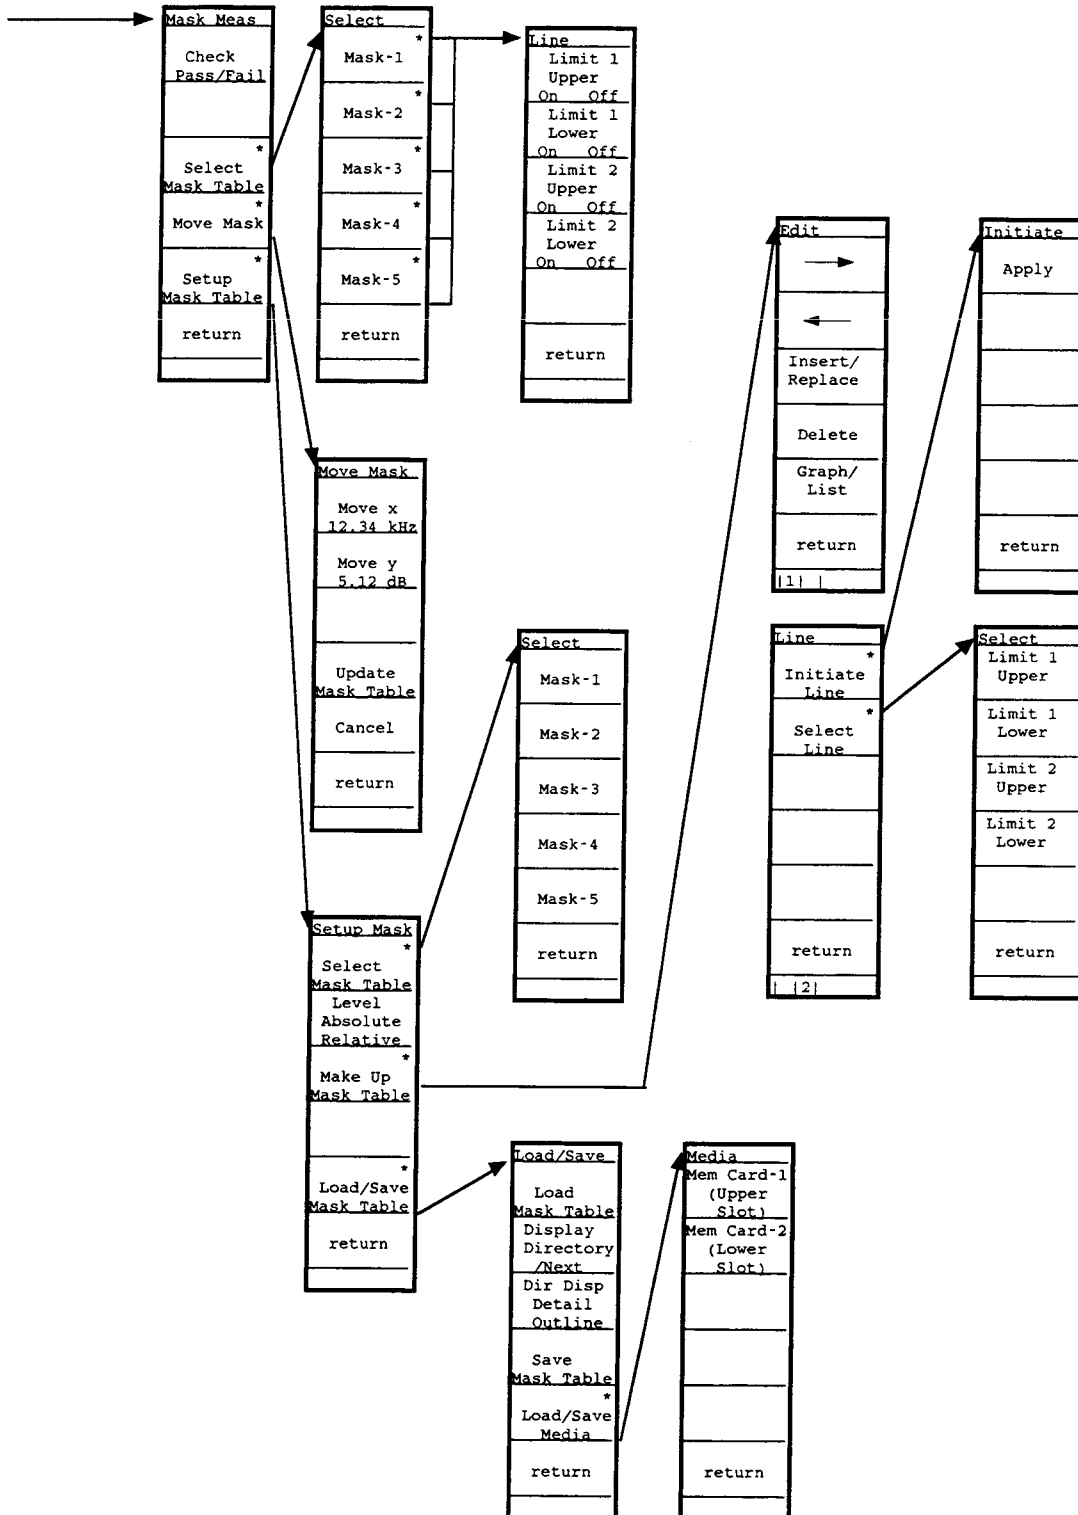 Mask Meas
Check
Pass/Fail
*
Select
Mask Table
*
Move Mask
*
Setup
Mask Table
return
Select
*
Mask-1
*
Mask-2
*
Mask-3
*
Mask-4
*
Mask-5
return
Line
Limit 1
Upper
On Off
Limit 1
Lower
On Off
Limit 2
Upper
On Off
Limit 2
Lower
On Off
return
Move Mask
Move x
12.34 kHz
Move y
5.12 dB
Update
Mask Table
Cancel
return
Edit
Insert/
Replace
Delete
Graph/
List
return
|1| |
Initiate
Apply
return
Select
Mask-1
Mask-2
Mask-3
Mask-4
Mask-5
return
Line
*
Initiate
Line
*
Select
Line
return
| |2|
Select
Limit 1
Upper
Limit 1
Lower
Limit 2
Upper
Limit 2
Lower
return
Setup Mask
*
Select
Mask Table
Level
Absolute
Relative
*
Make Up
Mask Table
*
Load/Save
Mask Table
return
Load/Save
Load
Mask Table
Display
Directory
/Next
Dir Disp
Detail
Outline
Save
Mask Table
*
Load/Save
Media
return
Media
Mem Card-1
(Upper
Slot)
Mem Card-2
(Lower
Slot)
return